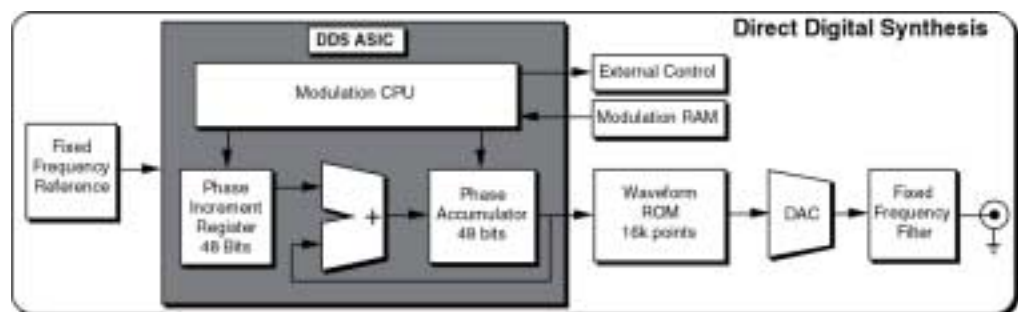 Direct Digital Synthesis
DDS ASIC
Modulation CPU
External Control
Modulation RAM
Fixed
Frequency
Reference
Phase
Increment
Register
48 Bits
+
Phase
Accumulator
48 bits
Waveform
ROM
16k points
DAC
Fixed
Frequency
Filter